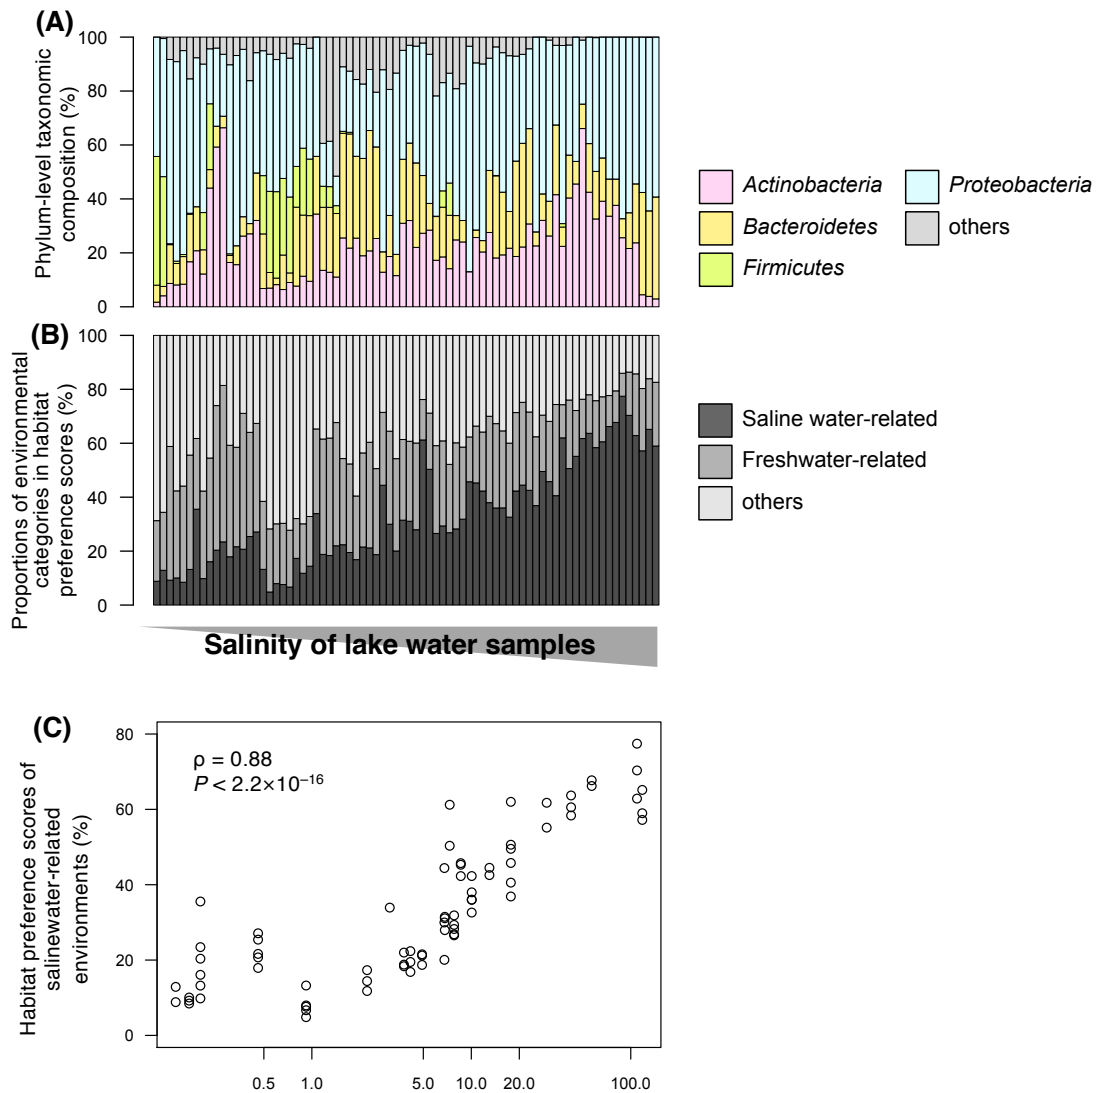 (A)
Phylum-level taxonomic
composition (%)
100
80
60
40
20
0
Actinobacteria
Bacteroidetes
Firmicutes
Proteobacteria
others
(B)
Proportions of environmental
categories in habitat
preference scores (%)
100
80
60
40
20
0
Saline water-related
Freshwater-related
others
Salinity of lake water samples
(C)
Habitat preference scores of
salinewater-related
environments (%)
80
60
40
20
0
ρ = 0.88
P < 2.2×10⁻¹⁶
0.5 1.0 5.0 10.0 20.0 100.0